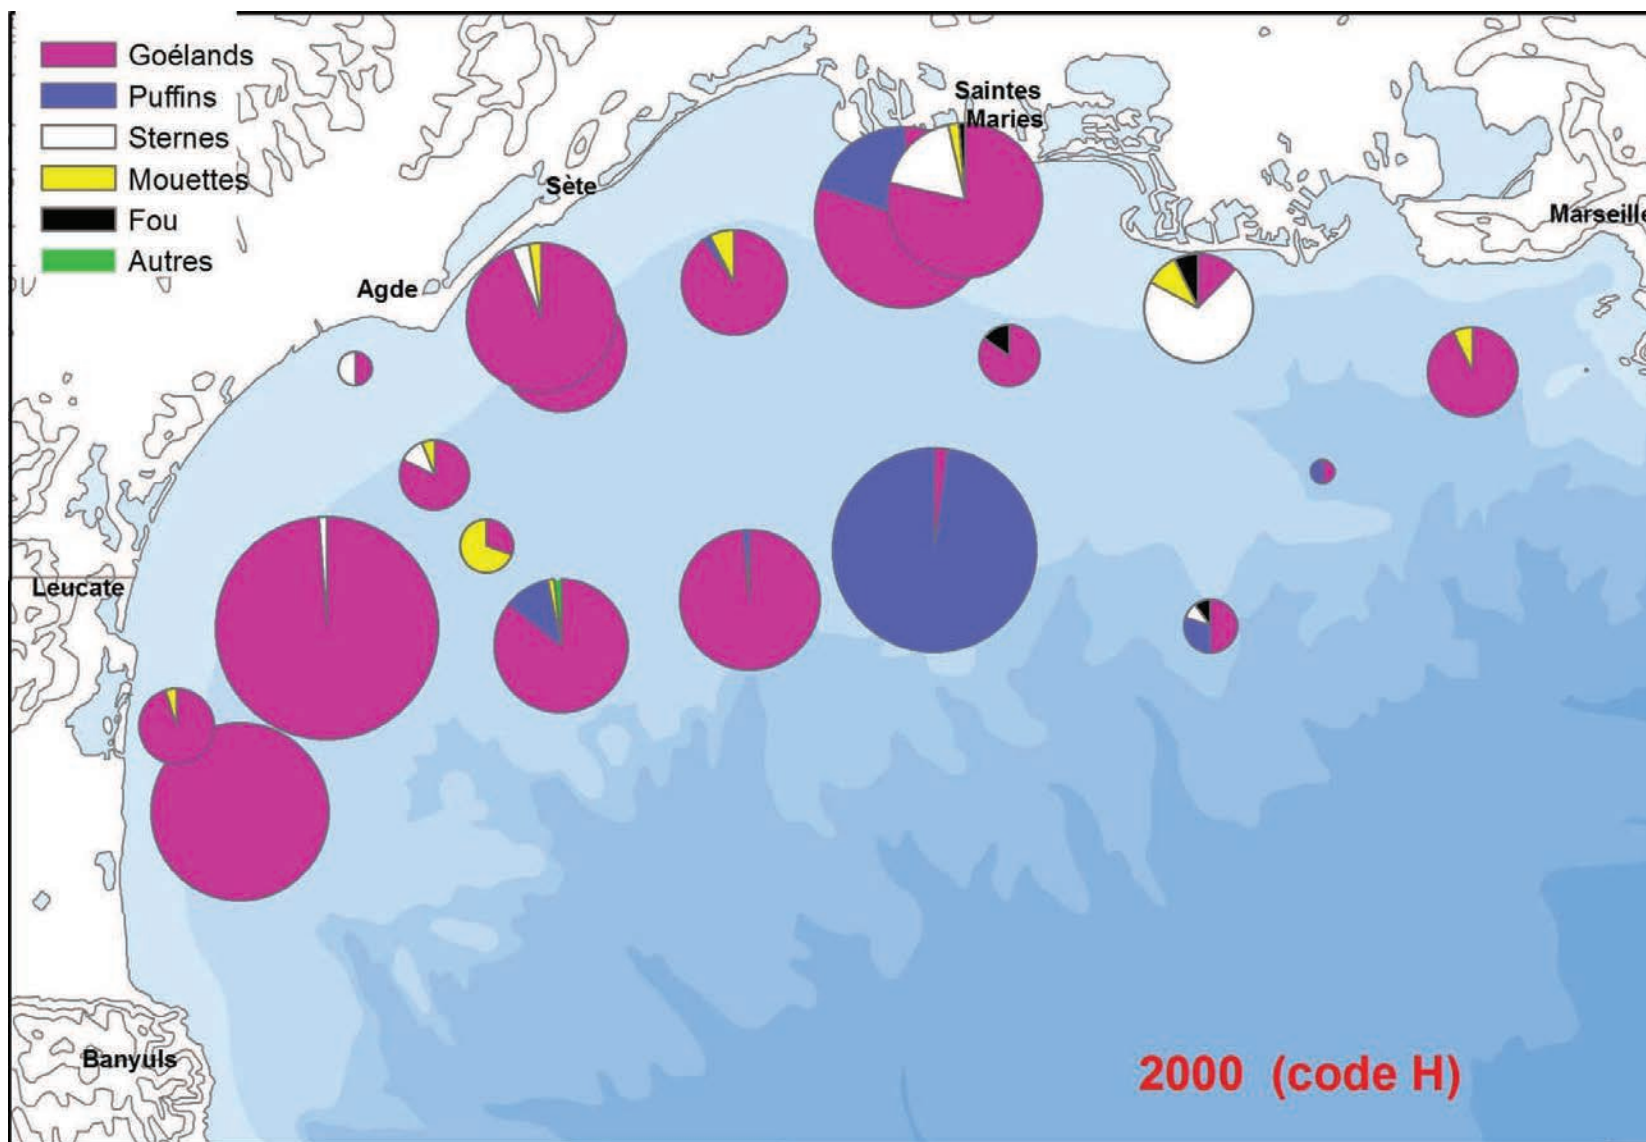 Goélands
Puffins
Sternes
Mouettes
Fou
Autres
Saintes
Maries
Sète
Marseille
Agde
Leucate
Banyuls
2000 (code H)